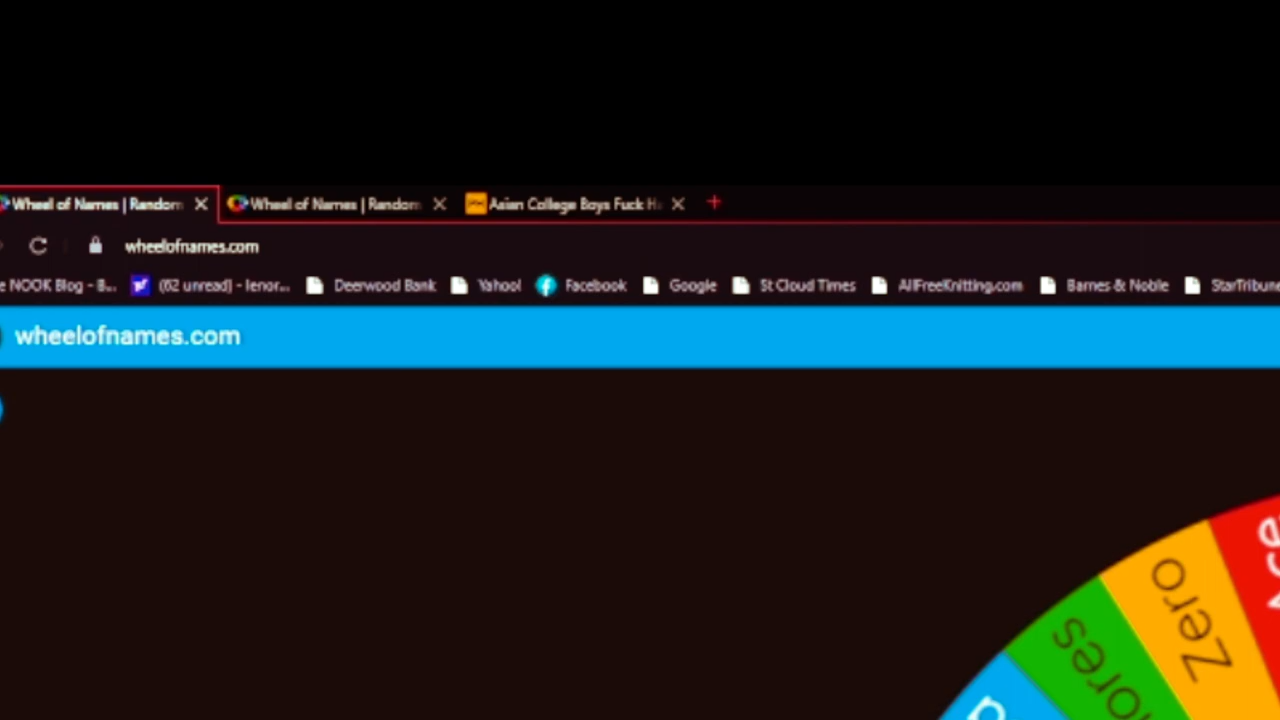 Wheel of Names | Random
Wheel of Names | Random
Asian College Boys Fuck H
wheelofnames.com
e NOOK Blog - B...
(62 unread) - lenor...
Deerwood Bank
Yahoo!
Facebook
Google
St Cloud Times
AllFreeKnitting.com
Barnes & Noble
StarTribune
wheelofnames.com
Zero
ores
a